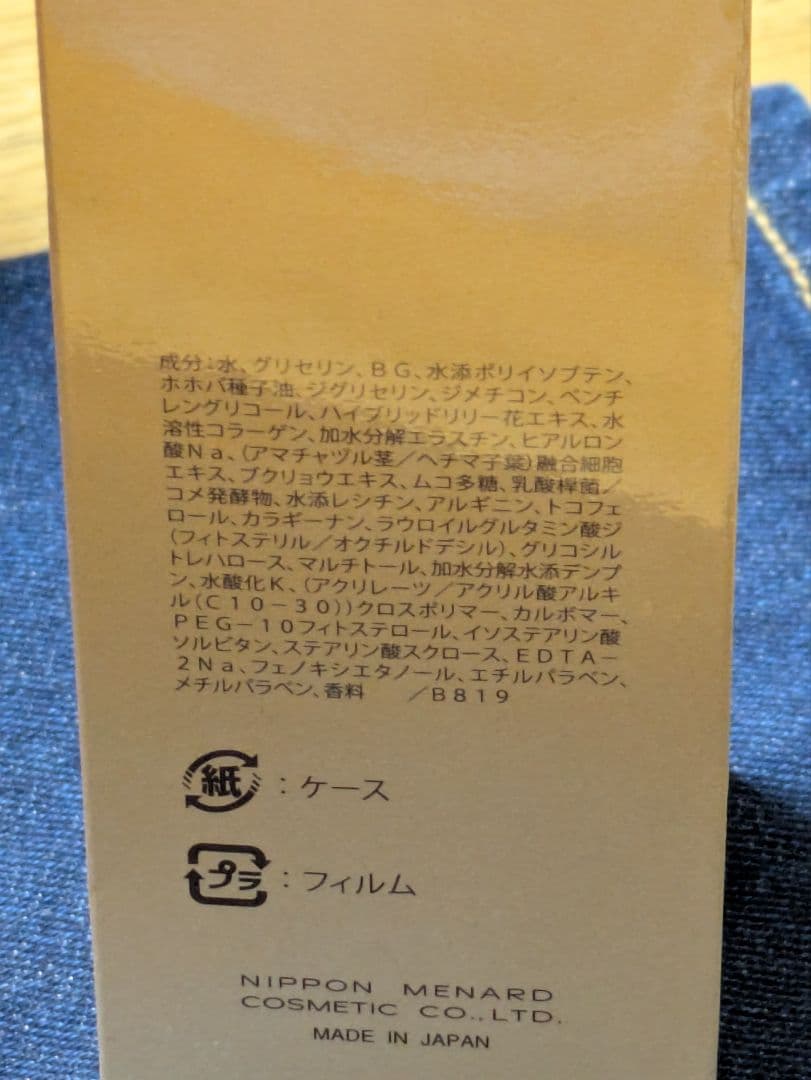 成分:水、グリセリン、BG、水添ポリイソブテン、
ホホバ種子油、ジグリセリン、ジメチコン、ペンチ
レングリコール、ハイブリッドリリー花エキス、水
溶性コラーゲン、加水分解エラスチン、ヒアルロン
酸Na、(アマチャヅル茎/ヘチマ子葉)融合細胞
エキス、ブクリョウエキス、ムコ多糖、乳酸桿菌/
コメ発酵物、水添レシチン、アルギニン、トコフェ
ロール、カラギーナン、ラウロイルグルタミン酸ジ
(フィトステリル/オクチルドデシル)、グリコシル
トレハロース、マルチトール、加水分解水添デンプ
ン、水酸化K、(アクリレーツ/アクリル酸アルキ
ル(C10-30))クロスポリマー、カルボマー、
PEG-10フィトステロール、イソステアリン酸
ソルビタン、ステアリン酸スクロース、EDTA-
2Na、フェノキシエタノール、エチルパラベン、
メチルパラベン、香料 /B819
紙:ケース
プラ:フィルム
NIPPON MENARD
COSMETIC CO.,LTD.
MADE IN JAPAN